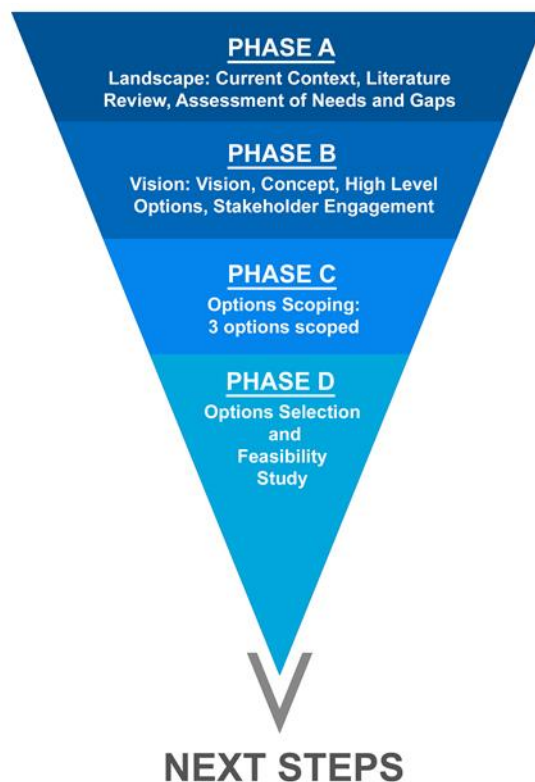 PHASE A
Landscape: Current Context, Literature
Review, Assessment of Needs and Gaps
PHASE B
Vision: Vision, Concept, High Level
Options, Stakeholder Engagement
PHASE C
Options Scoping:
3 options scoped
PHASE D
Options Selection
and
Feasibility
Study
NEXT STEPS